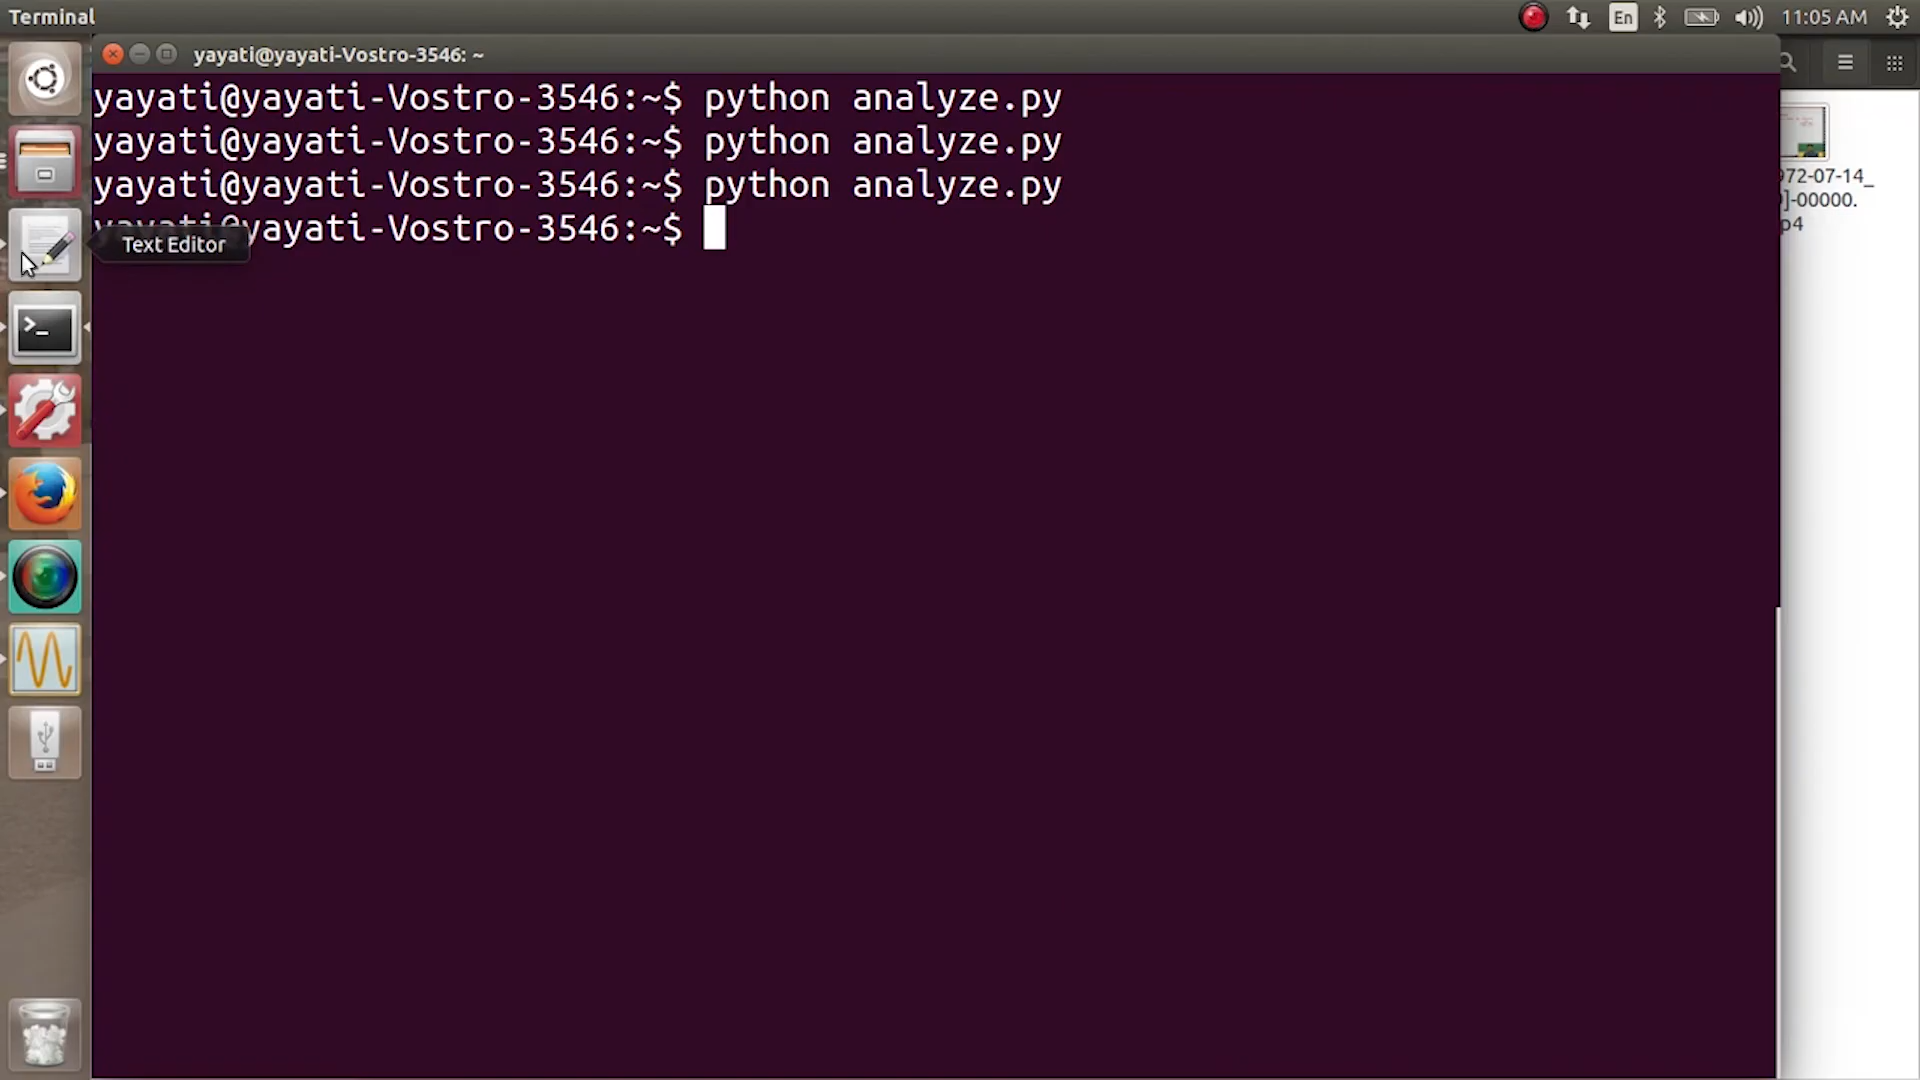 Terminal
En
11:05 AM
yayati@yayati-Vostro-3546: ~
yayati@yayati-Vostro-3546:~$ python analyze.py
yayati@yayati-Vostro-3546:~$ python analyze.py
yayati@yayati-Vostro-3546:~$ python analyze.py
yayati@yayati-Vostro-3546:~$
Text Editor
972-07-14_
]-00000.
p4